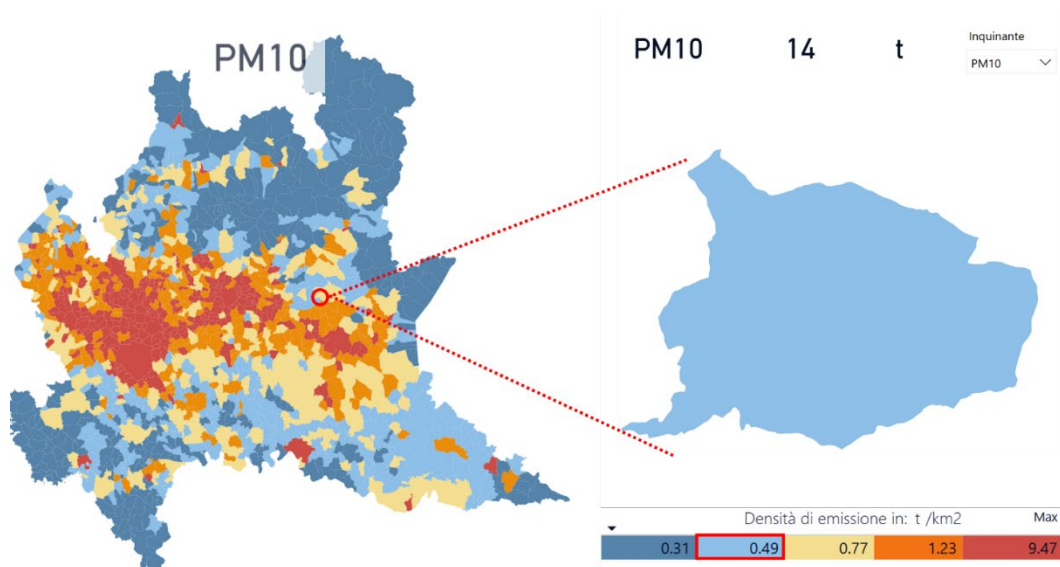 PM10
PM10 14 t
Inquinante
PM10
Densità di emissione in: t /km2 Max
0.31 0.49 0.77 1.23 9.47